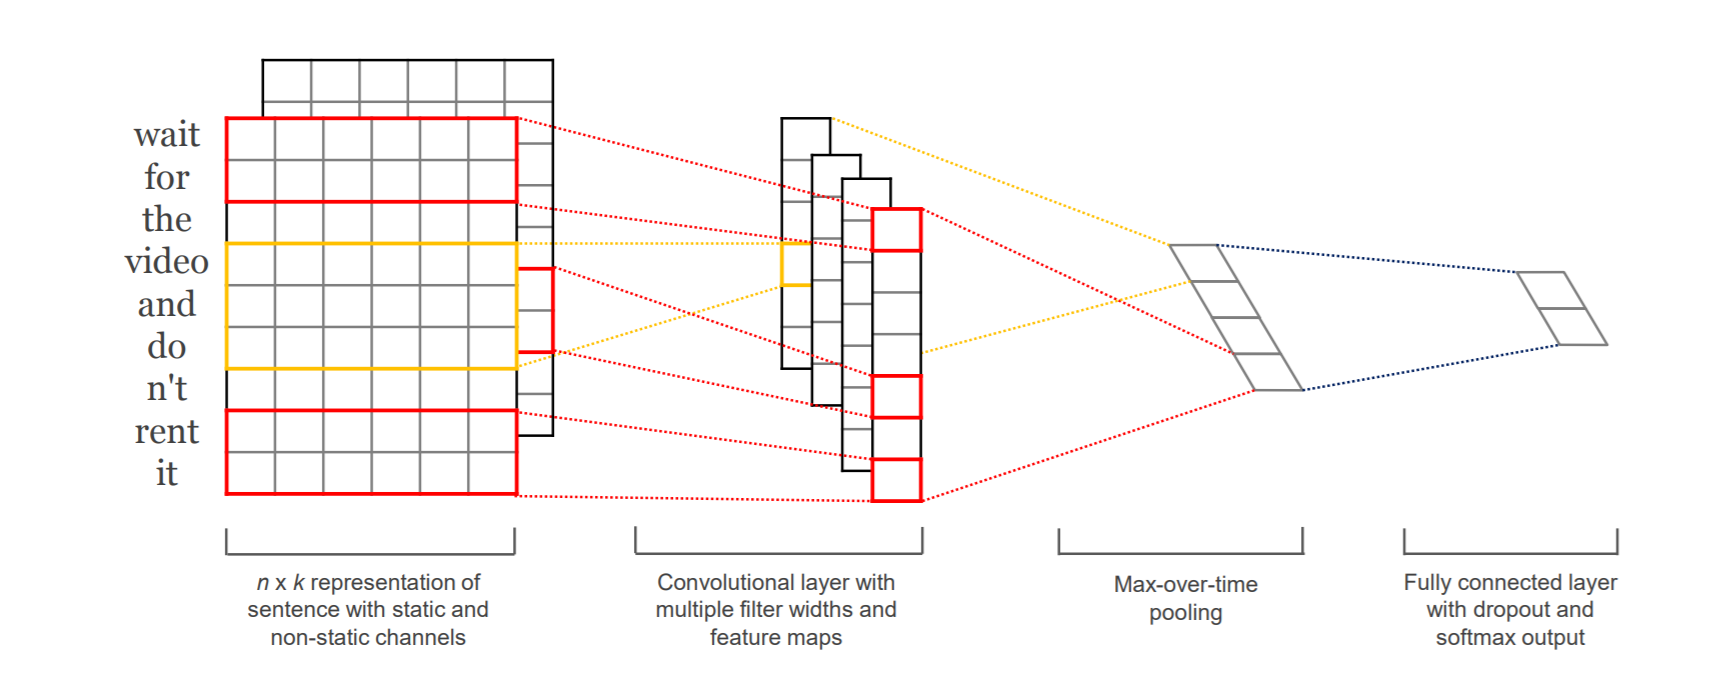 wait
for
the
video
and
do
n't
rent
it
n x k representation of
sentence with static and
non-static channels
Convolutional layer with
multiple filter widths and
feature maps
Max-over-time
pooling
Fully connected layer
with dropout and
softmax output